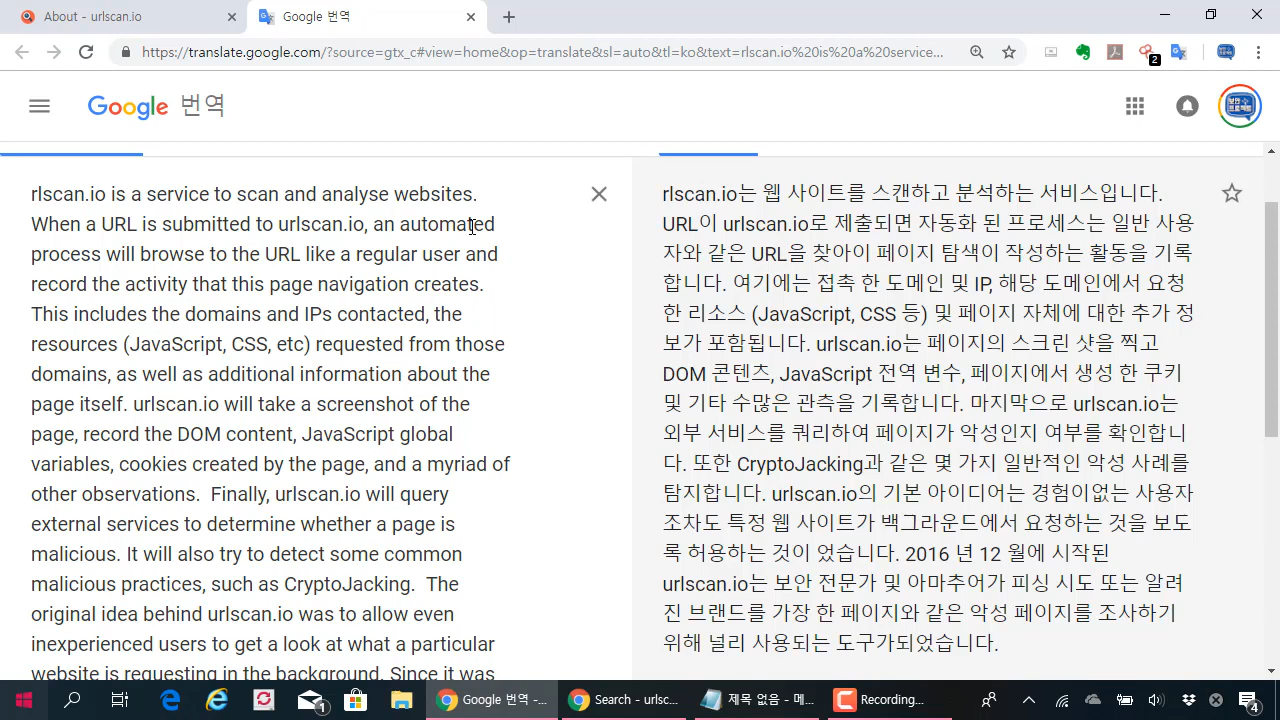 About - urlscan.io
Google 번역
https://translate.google.com/?source=gtx_c#view=home&op=translate&sl=auto&tl=ko&text=rlscan.io%20is%20a%20service...
2
Google 번역
보안
프로젝트
rlscan.io is a service to scan and analyse websites.
When a URL is submitted to urlscan.io, an automated
process will browse to the URL like a regular user and
record the activity that this page navigation creates.
This includes the domains and IPs contacted, the
resources (JavaScript, CSS, etc) requested from those
domains, as well as additional information about the
page itself. urlscan.io will take a screenshot of the
page, record the DOM content, JavaScript global
variables, cookies created by the page, and a myriad of
other observations.  Finally, urlscan.io will query
external services to determine whether a page is
malicious. It will also try to detect some common
malicious practices, such as CryptoJacking.  The
original idea behind urlscan.io was to allow even
inexperienced users to get a look at what a particular
website is requesting in the background. Since it was
rlscan.io는 웹 사이트를 스캔하고 분석하는 서비스입니다.
URL이 urlscan.io로 제출되면 자동화 된 프로세스는 일반 사용
자와 같은 URL을 찾아이 페이지 탐색이 작성하는 활동을 기록
합니다. 여기에는 접촉 한 도메인 및 IP, 해당 도메인에서 요청
한 리소스 (JavaScript, CSS 등) 및 페이지 자체에 대한 추가 정
보가 포함됩니다. urlscan.io는 페이지의 스크린 샷을 찍고
DOM 콘텐츠, JavaScript 전역 변수, 페이지에서 생성 한 쿠키
및 기타 수많은 관측을 기록합니다. 마지막으로 urlscan.io는
외부 서비스를 쿼리하여 페이지가 악성인지 여부를 확인합니
다. 또한 CryptoJacking과 같은 몇 가지 일반적인 악성 사례를
탐지합니다. urlscan.io의 기본 아이디어는 경험이없는 사용자
조차도 특정 웹 사이트가 백그라운드에서 요청하는 것을 보도
록 허용하는 것이 었습니다. 2016 년 12 월에 시작된
urlscan.io는 보안 전문가 및 아마추어가 피싱 시도 또는 알려
진 브랜드를 가장 한 페이지와 같은 악성 페이지를 조사하기
위해 널리 사용되는 도구가되었습니다.
1
Google 번역 -...
Search - urlsc...
제목 없음 - 메...
Recording...
4